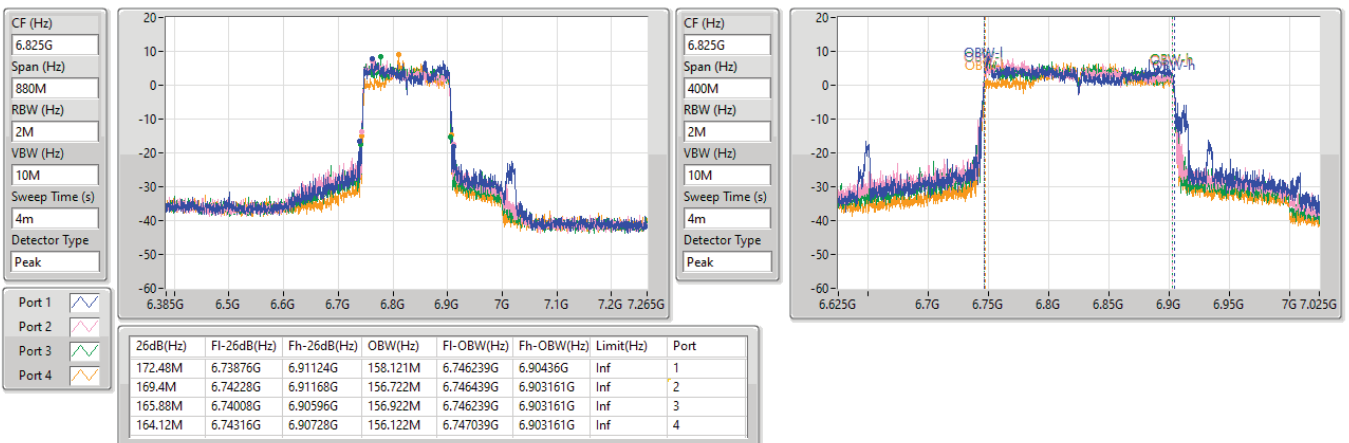 CF (Hz)
6.825G
Span (Hz)
880M
RBW (Hz)
2M
VBW (Hz)
10M
Sweep Time (s)
4m
Detector Type
Peak
20
10
0
-10
-20
-30
-40
-50
-60
6.385G 6.5G 6.6G 6.7G 6.8G 6.9G 7G 7.1G 7.2G 7.265G
CF (Hz)
6.825G
Span (Hz)
400M
RBW (Hz)
2M
VBW (Hz)
10M
Sweep Time (s)
4m
Detector Type
Peak
20
10
0
-10
-20
-30
-40
-50
-60
OBW-l
OBW-h
6.625G 6.7G 6.75G 6.8G 6.85G 6.9G 6.95G 7G 7.025G
Port 1
Port 2
Port 3
Port 4
26dB(Hz) Fl-26dB(Hz) Fh-26dB(Hz) OBW(Hz) Fl-OBW(Hz) Fh-OBW(Hz) Limit(Hz) Port
172.48M 6.73876G 6.91124G 158.121M 6.746239G 6.90436G Inf 1
169.4M 6.74228G 6.91168G 156.722M 6.746439G 6.903161G Inf 2
165.88M 6.74008G 6.90596G 156.922M 6.746239G 6.903161G Inf 3
164.12M 6.74316G 6.90728G 156.122M 6.747039G 6.903161G Inf 4